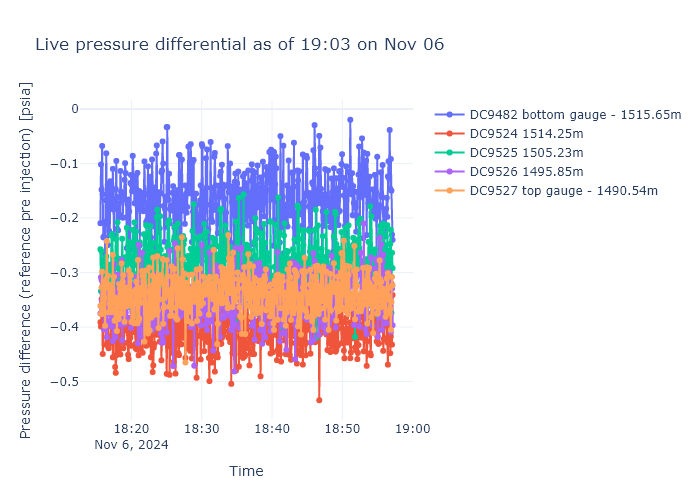 Live pressure differential as of 19:03 on Nov 06
Pressure difference (reference pre injection) [psia]
0
−0.1
−0.2
−0.3
−0.4
−0.5
18:20
18:30
18:40
18:50
19:00
Nov 6, 2024
Time
DC9482 bottom gauge - 1515.65m
DC9524 1514.25m
DC9525 1505.23m
DC9526 1495.85m
DC9527 top gauge - 1490.54m